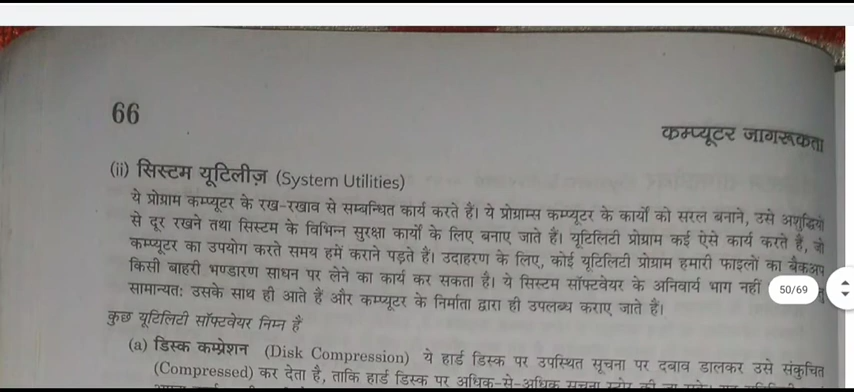 66
कम्प्यूटर जागरूकता
(ii) सिस्टम यूटिलीज़ (System Utilities)
ये प्रोग्राम कम्प्यूटर के रख-रखाव से सम्बन्धित कार्य करते हैं। ये प्रोग्राम्स कम्प्यूटर के कार्यों को सरल बनाने, उसे अशुद्धियों
से दूर रखने तथा सिस्टम के विभिन्न सुरक्षा कार्यों के लिए बनाए जाते हैं। यूटिलिटी प्रोग्राम कई ऐसे कार्य करते हैं, जो
कम्प्यूटर का उपयोग करते समय हमें कराने पड़ते हैं। उदाहरण के लिए, कोई यूटिलिटी प्रोग्राम हमारी फाइलों का बैकअप
किसी बाहरी भण्डारण साधन पर लेने का कार्य कर सकता है। ये सिस्टम सॉफ्टवेयर के अनिवार्य भाग नहीं
50/69
सामान्यतः उसके साथ ही आते हैं और कम्प्यूटर के निर्माता द्वारा ही उपलब्ध कराए जाते हैं।
कुछ यूटिलिटी सॉफ्टवेयर निम्न हैं
(a) डिस्क कम्प्रेशन (Disk Compression) ये हार्ड डिस्क पर उपस्थित सूचना पर दबाव डालकर उसे संकुचित
(Compressed) कर देता है, ताकि हार्ड डिस्क पर अधिक-से-अधिक सूचना स्टोर की जा सके।